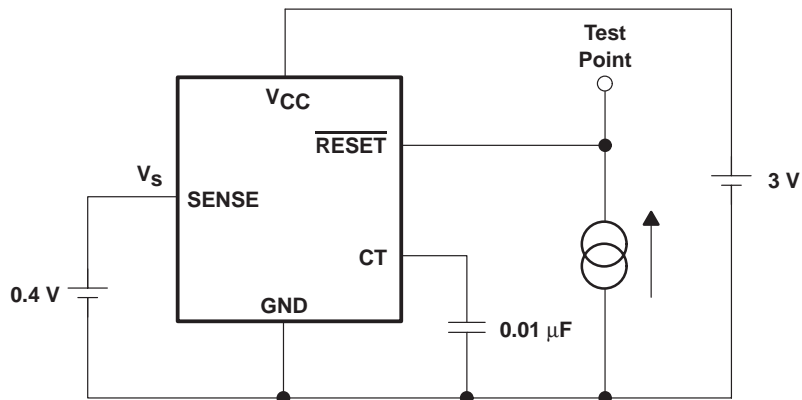 Test
Point
VCC
RESET
Vs
SENSE
3 V
CT
0.4 V
GND
0.01 μF